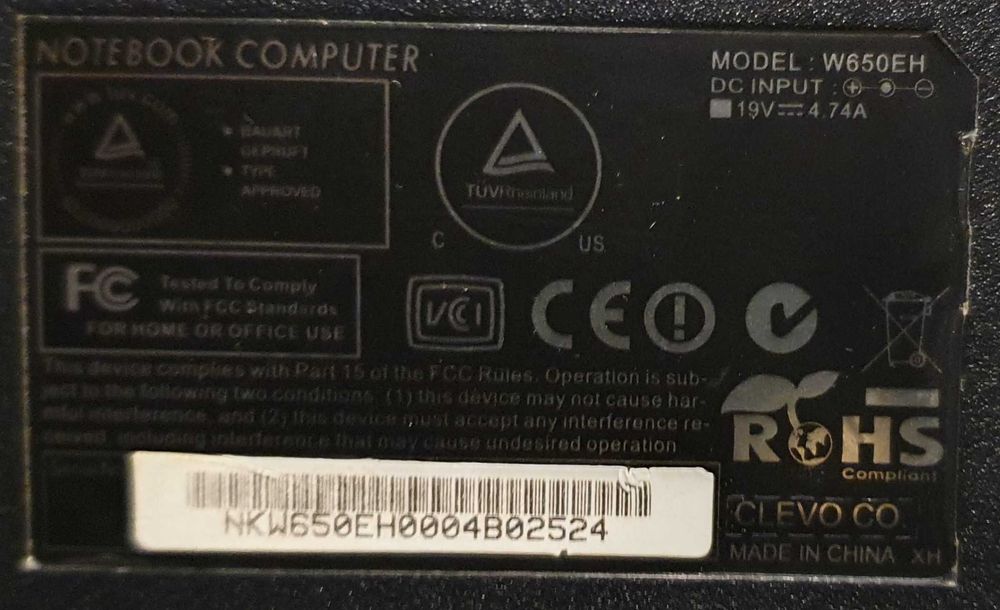 NOTEBOOK COMPUTER
MODEL : W650EH
DC INPUT :
19V 4.74A
BAUART
GEPRUFT
TYPE
APPROVED
TÜVRheinland
C US
FC Tested To Comply
With FCC Standards
FOR HOME OR OFFICE USE
VCI
CE
This device complies with Part 15 of the FCC Rules. Operation is sub-
ject to the following two conditions: (1) this device may not cause har-
mful interference, and (2) this device must accept any interference re-
ceived, including interference that may cause undesired operation
ROHS
Compliant
NKW650EH0004B02524
CLEVO CO.
MADE IN CHINA XH